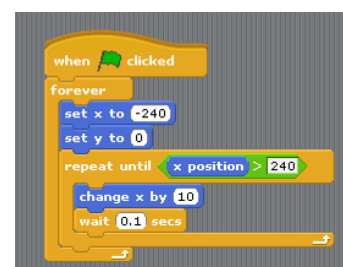 when clicked
forever
set x to -240
set y to 0
repeat until x position > 240
change x by 10
wait 0.1 secs